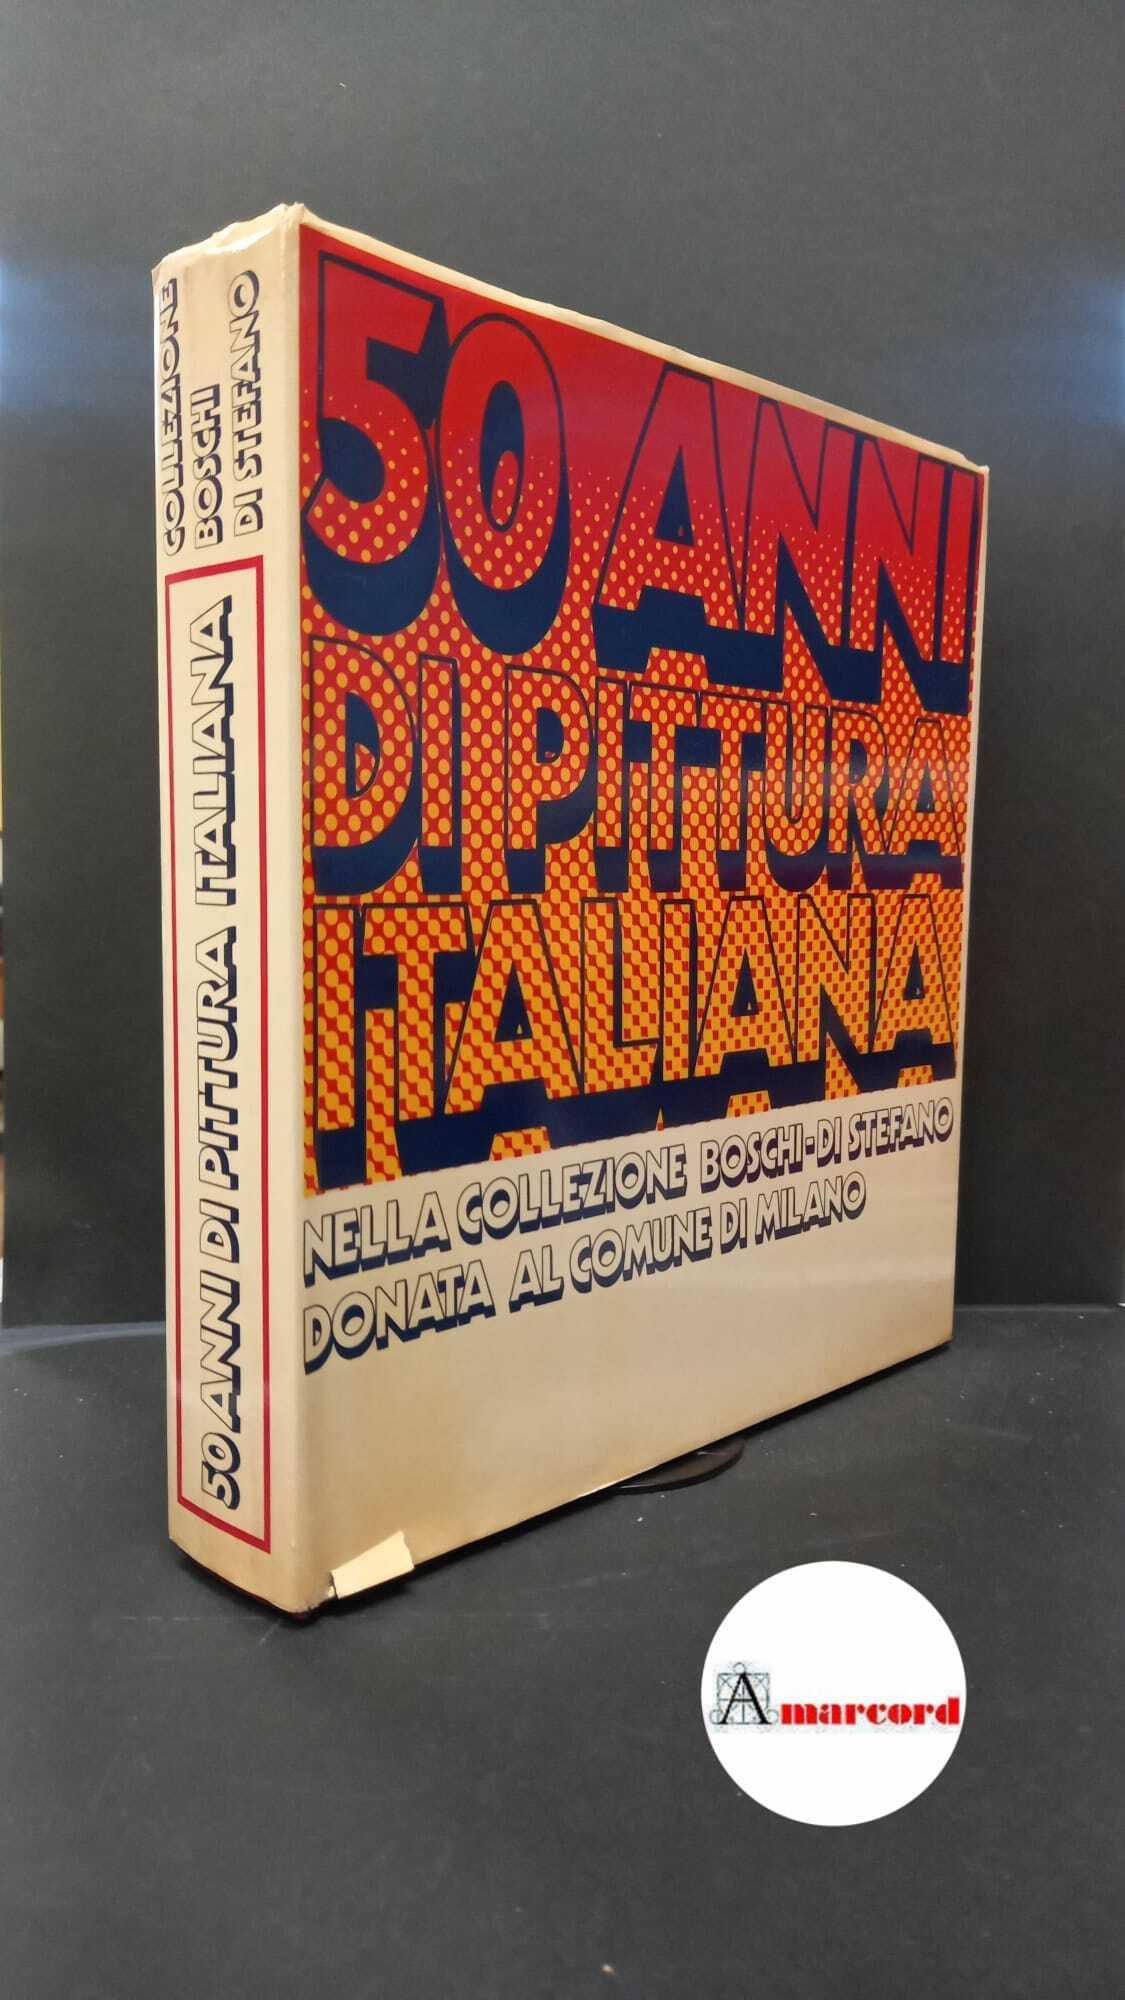 COLLEZIONE
BOSCHI
DI STEFANO
50 ANNI DI PITTURA ITALIANA
50 ANNI
DI PITTURA
ITALIANA
NELLA COLLEZIONE BOSCHI-DI STEFANO
DONATA AL COMUNE DI MILANO
Amarcord